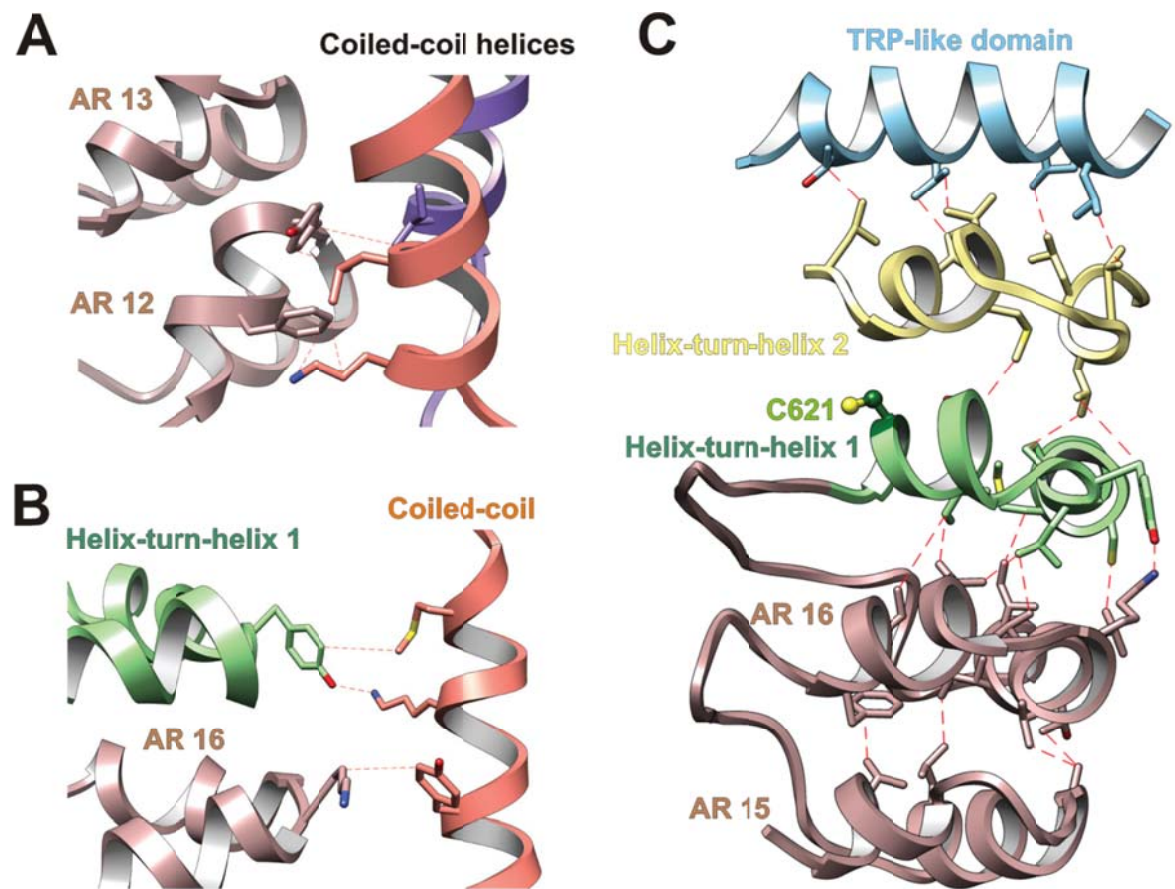 A
Coiled-coil helices
AR 13
AR 12
B
Helix-turn-helix 1
Coiled-coil
AR 16
C
TRP-like domain
Helix-turn-helix 2
C621
Helix-turn-helix 1
AR 16
AR 15